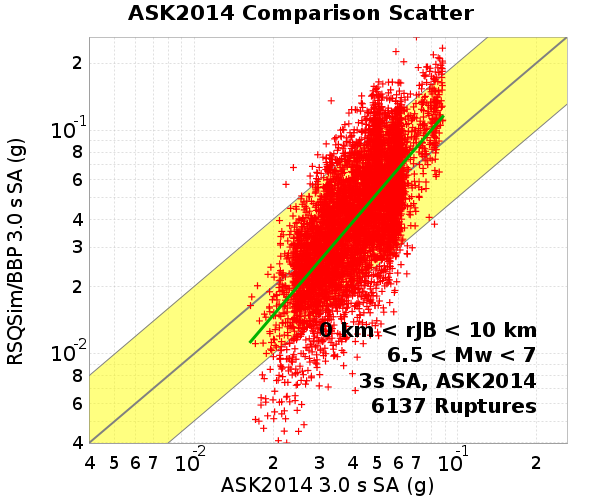 ASK2014 Comparison Scatter
RSQSim/BBP 3.0 s SA (g)
2
10-1
8
6
4
3
2
10-2
8
6
4
0 km < rJB < 10 km
6.5 < Mw < 7
3s SA, ASK2014
6137 Ruptures
4 5 6 7 10-2 2 3 4 5 6 7 10-1 2
ASK2014 3.0 s SA (g)